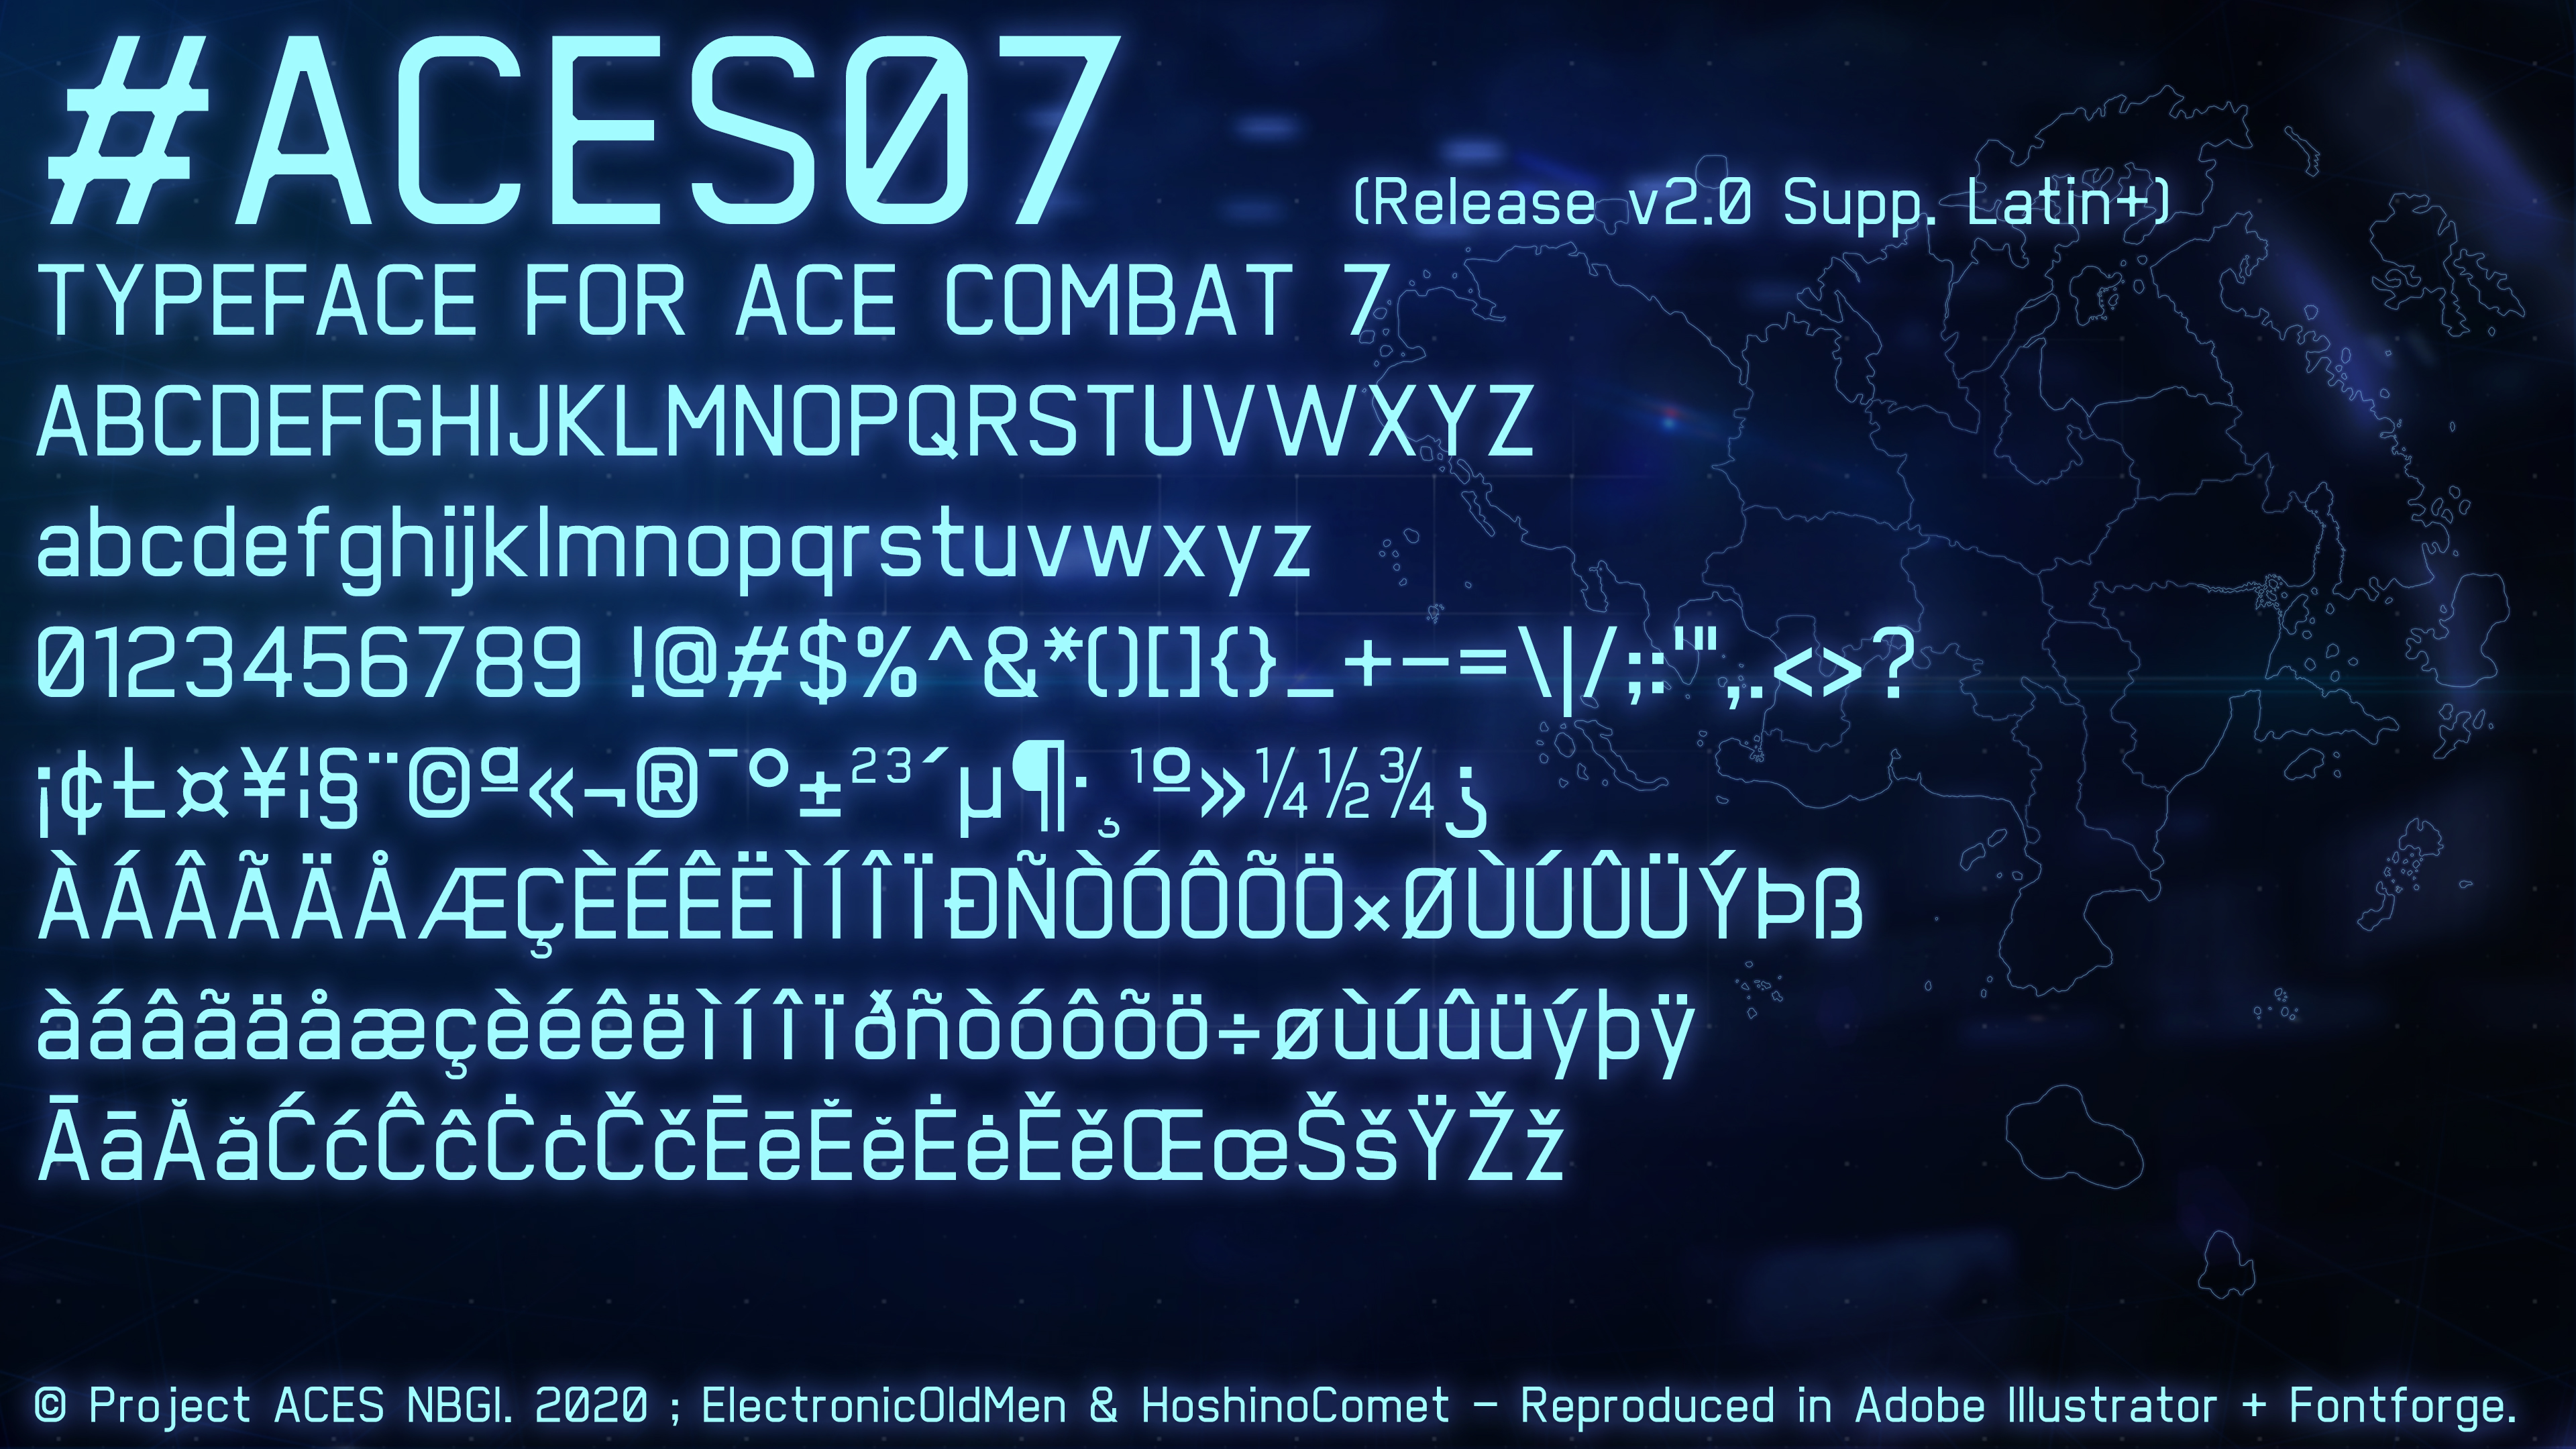 #ACES07
(Release v2.0 Supp. Latin+)
TYPEFACE FOR ACE COMBAT 7
ABCDEFGHIJKLMNOPQRSTUVWXYZ
abcdefghijklmnopqrstuvwxyz
0123456789 !@#$%^&*()[]{}_+−=\|/;:'",.<>?
¡¢Ł¤¥¦§¨©ª«¬®¯°±²³´µ¶·¸¹º»¼½¾¿
ÀÁÂÃÄÅÆÇÈÉÊËÌÍÎÏÐÑÒÓÔÕÖ×ØÙÚÛÜÝÞß
àáâãäåæçèéêëìíîïðñòóôõö÷øùúûüýþÿ
ĀāĂăĆćĈĉĊċČčĒēĔĕĖėĚěŒœŠšŸŽž
© Project ACES NBGI. 2020 ; ElectronicOldMen & HoshinoComet − Reproduced in Adobe Illustrator + Fontforge.